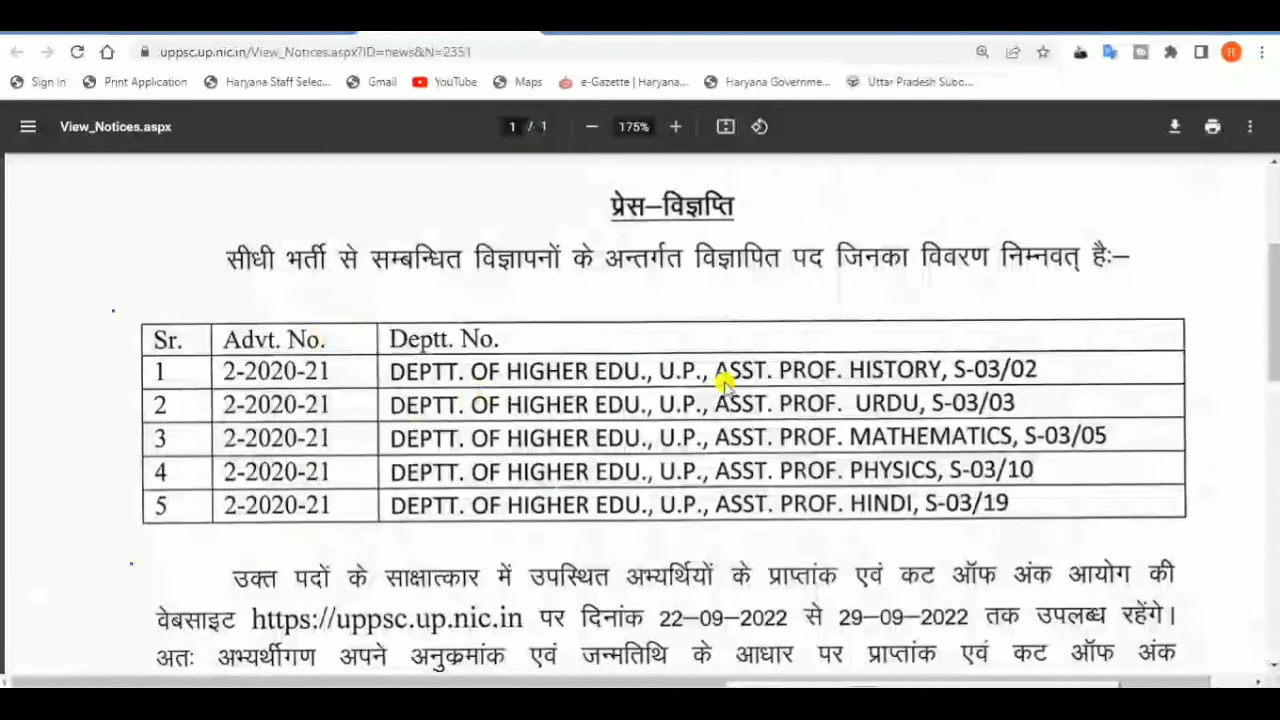 uppsc.up.nic.in/View_Notices.aspx?ID=news&N=2351
Sign in Print Application Haryana Staff Selec... Gmail YouTube Maps e-Gazette | Haryana,... Haryana Governme... Uttar Pradesh Subo...
View_Notices.aspx 1 / 1 − 175% +
प्रेस–विज्ञप्ति
सीधी भर्ती से सम्बन्धित विज्ञापनों के अन्तर्गत विज्ञापित पद जिनका विवरण निम्नवत् है:–
Sr. Advt. No. Deptt. No.
1 2-2020-21 DEPTT. OF HIGHER EDU., U.P., ASST. PROF. HISTORY, S-03/02
2 2-2020-21 DEPTT. OF HIGHER EDU., U.P., ASST. PROF. URDU, S-03/03
3 2-2020-21 DEPTT. OF HIGHER EDU., U.P., ASST. PROF. MATHEMATICS, S-03/05
4 2-2020-21 DEPTT. OF HIGHER EDU., U.P., ASST. PROF. PHYSICS, S-03/10
5 2-2020-21 DEPTT. OF HIGHER EDU., U.P., ASST. PROF. HINDI, S-03/19
उक्त पदों के साक्षात्कार में उपस्थित अभ्यर्थियों के प्राप्तांक एवं कट ऑफ अंक आयोग की
वेबसाइट https://uppsc.up.nic.in पर दिनांक 22–09–2022 से 29–09–2022 तक उपलब्ध रहेंगे।
अतः अभ्यर्थीगण अपने अनुक्रमांक एवं जन्मतिथि के आधार पर प्राप्तांक एवं कट ऑफ अंक